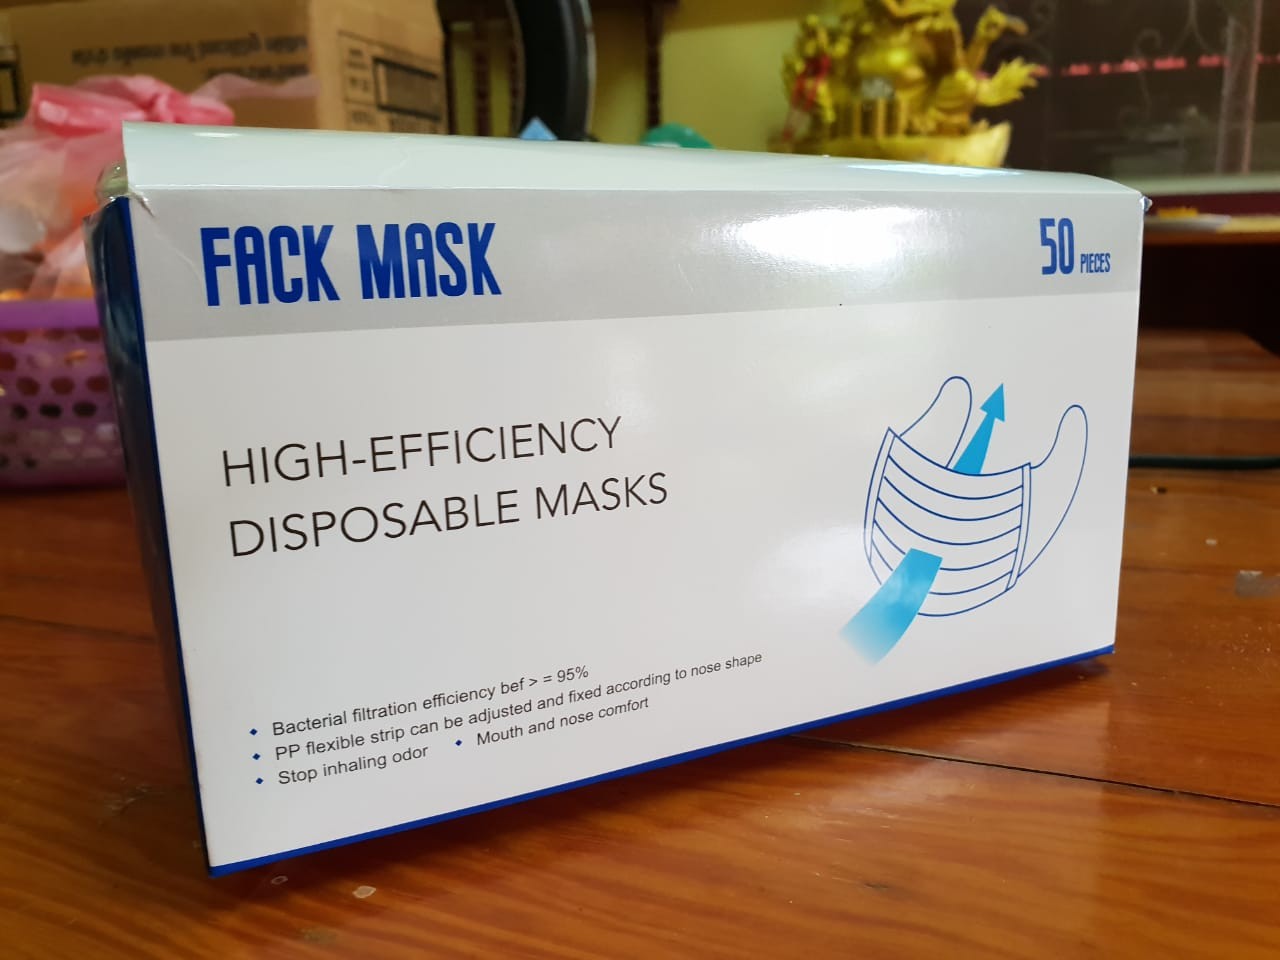 FACK MASK
50 PIECES
HIGH-EFFICIENCY
DISPOSABLE MASKS
Bacterial filtration efficiency bef > = 95%
PP flexible strip can be adjusted and fixed according to nose shape
Stop inhaling odor
Mouth and nose comfort